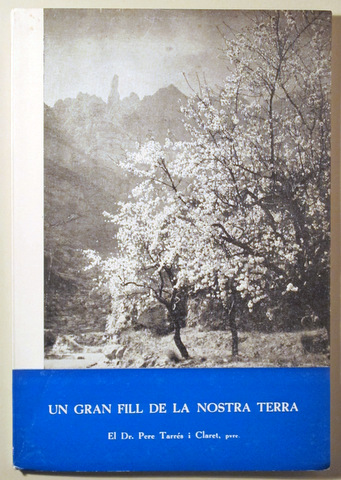 UN GRAN FILL DE LA NOSTRA TERRA
El Dr. Pere Tarrés i Claret, pvre.